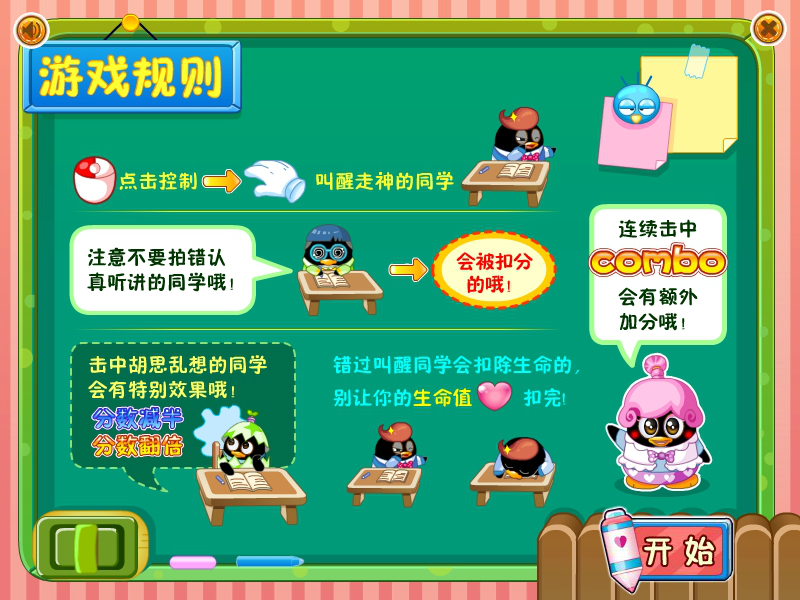 游戏规则
点击控制
叫醒走神的同学
注意不要拍错认
真听讲的同学哦!
会被扣分
的哦!
连续击中
combo
会有额外
加分哦!
击中胡思乱想的同学
会有特别效果哦!
分数减半
分数翻倍
错过叫醒同学会扣除生命的,
别让你的生命值 扣完!
开始